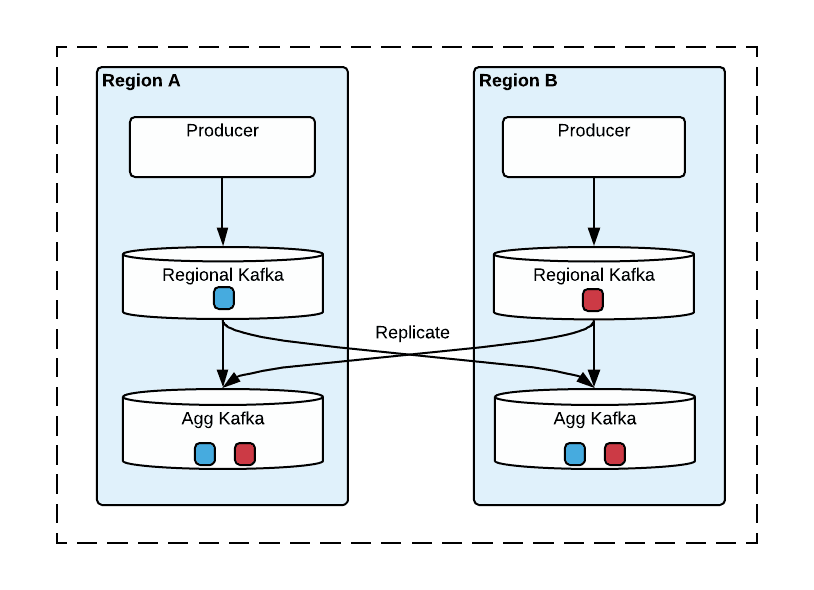 Region A
Producer
Regional Kafka
Agg Kafka
Replicate
Region B
Producer
Regional Kafka
Agg Kafka